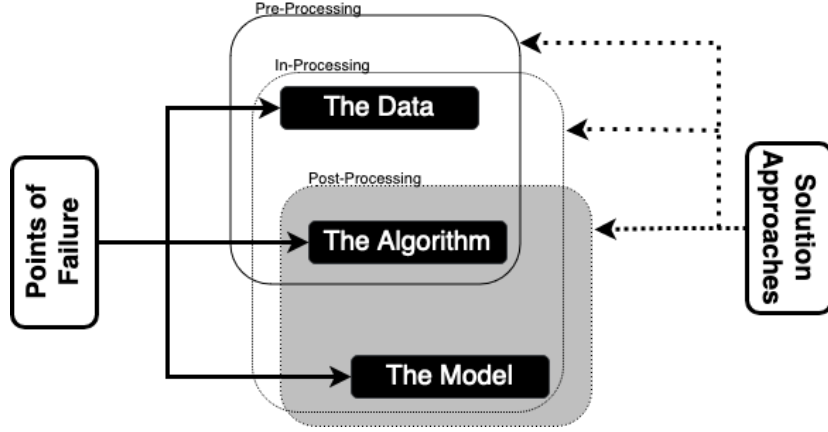 Pre-Processing
In-Processing
The Data
Post-Processing
The Algorithm
The Model
Points of
Failure
Solution
Approaches